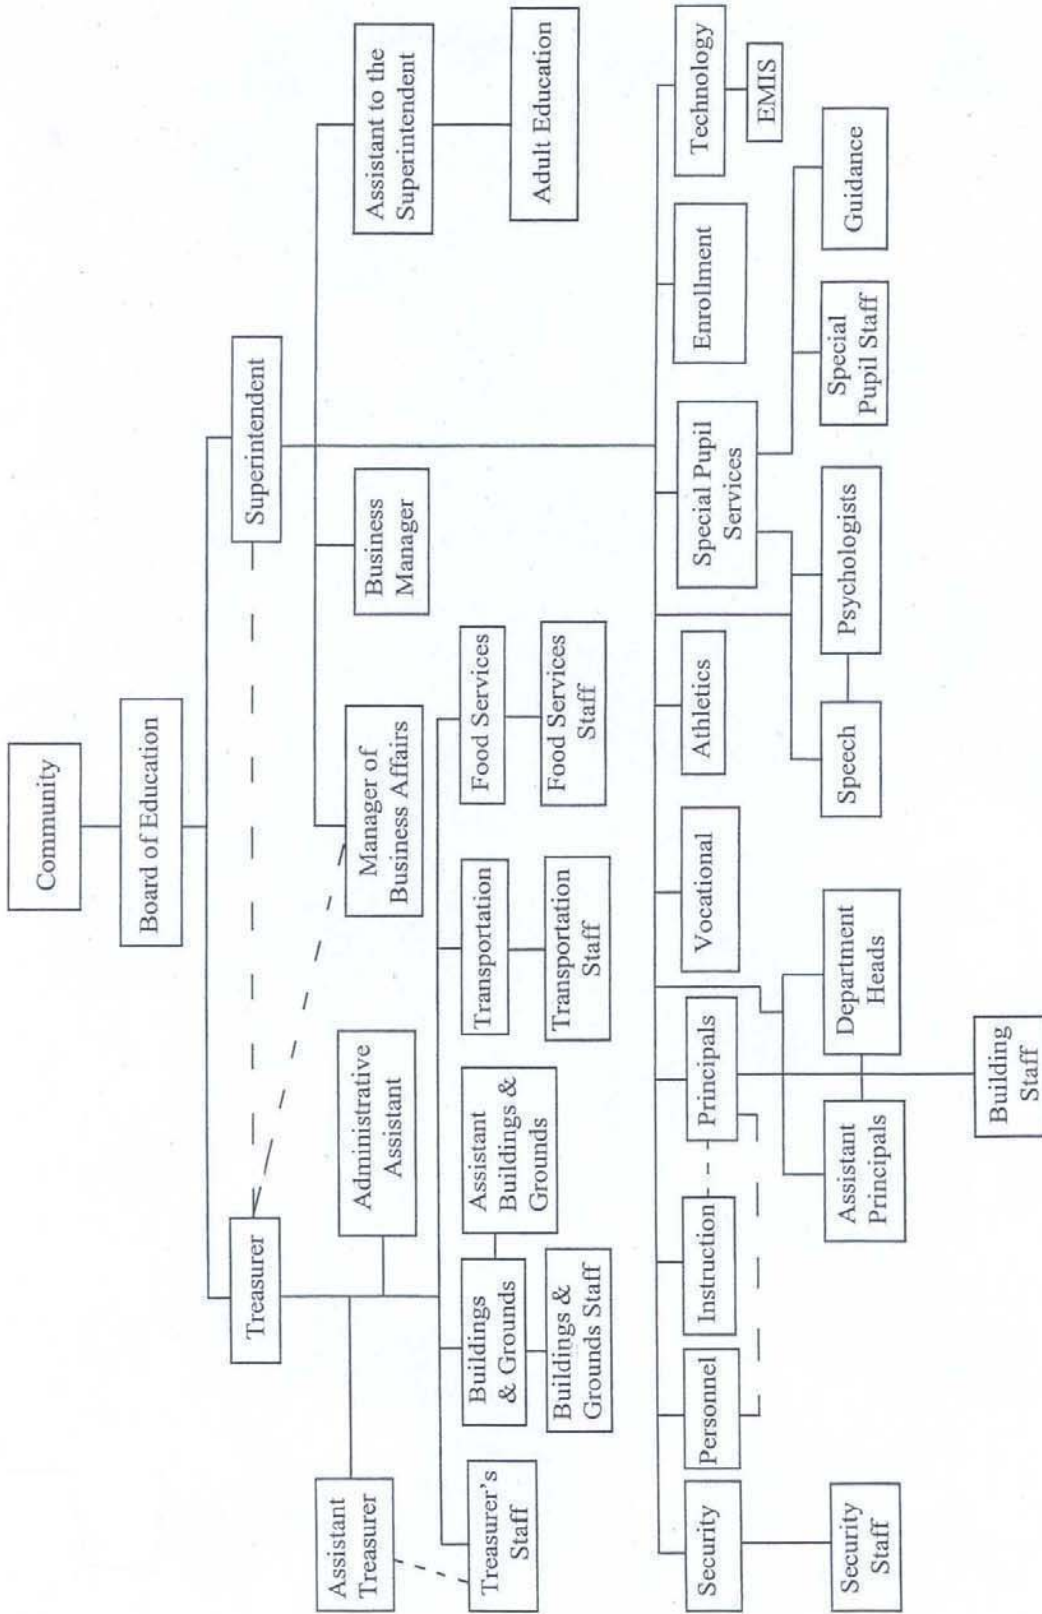 Community
Board of Education
Treasurer
Superintendent
Assistant
Treasurer
Administrative
Assistant
Manager of
Business Affairs
Business
Manager
Assistant to the
Superintendent
Treasurer's
Staff
Buildings
& Grounds
Assistant
Buildings &
Grounds
Transportation
Food Services
Adult Education
Buildings &
Grounds Staff
Transportation
Staff
Food Services
Staff
Security
Personnel
Instruction
Principals
Vocational
Athletics
Special Pupil
Services
Enrollment
Technology
EMIS
Security
Staff
Assistant
Principals
Department
Heads
Speech
Psychologists
Special
Pupil Staff
Guidance
Building
Staff